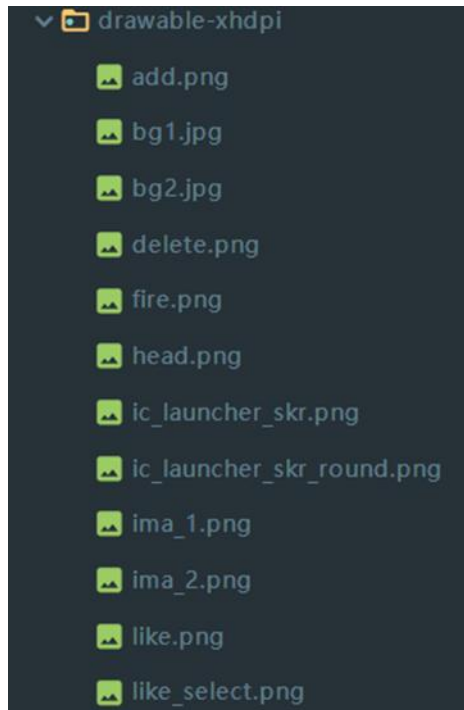 drawable-xhdpi
add.png
bg1.jpg
bg2.jpg
delete.png
fire.png
head.png
ic_launcher_skr.png
ic_launcher_skr_round.png
ima_1.png
ima_2.png
like.png
like_select.png